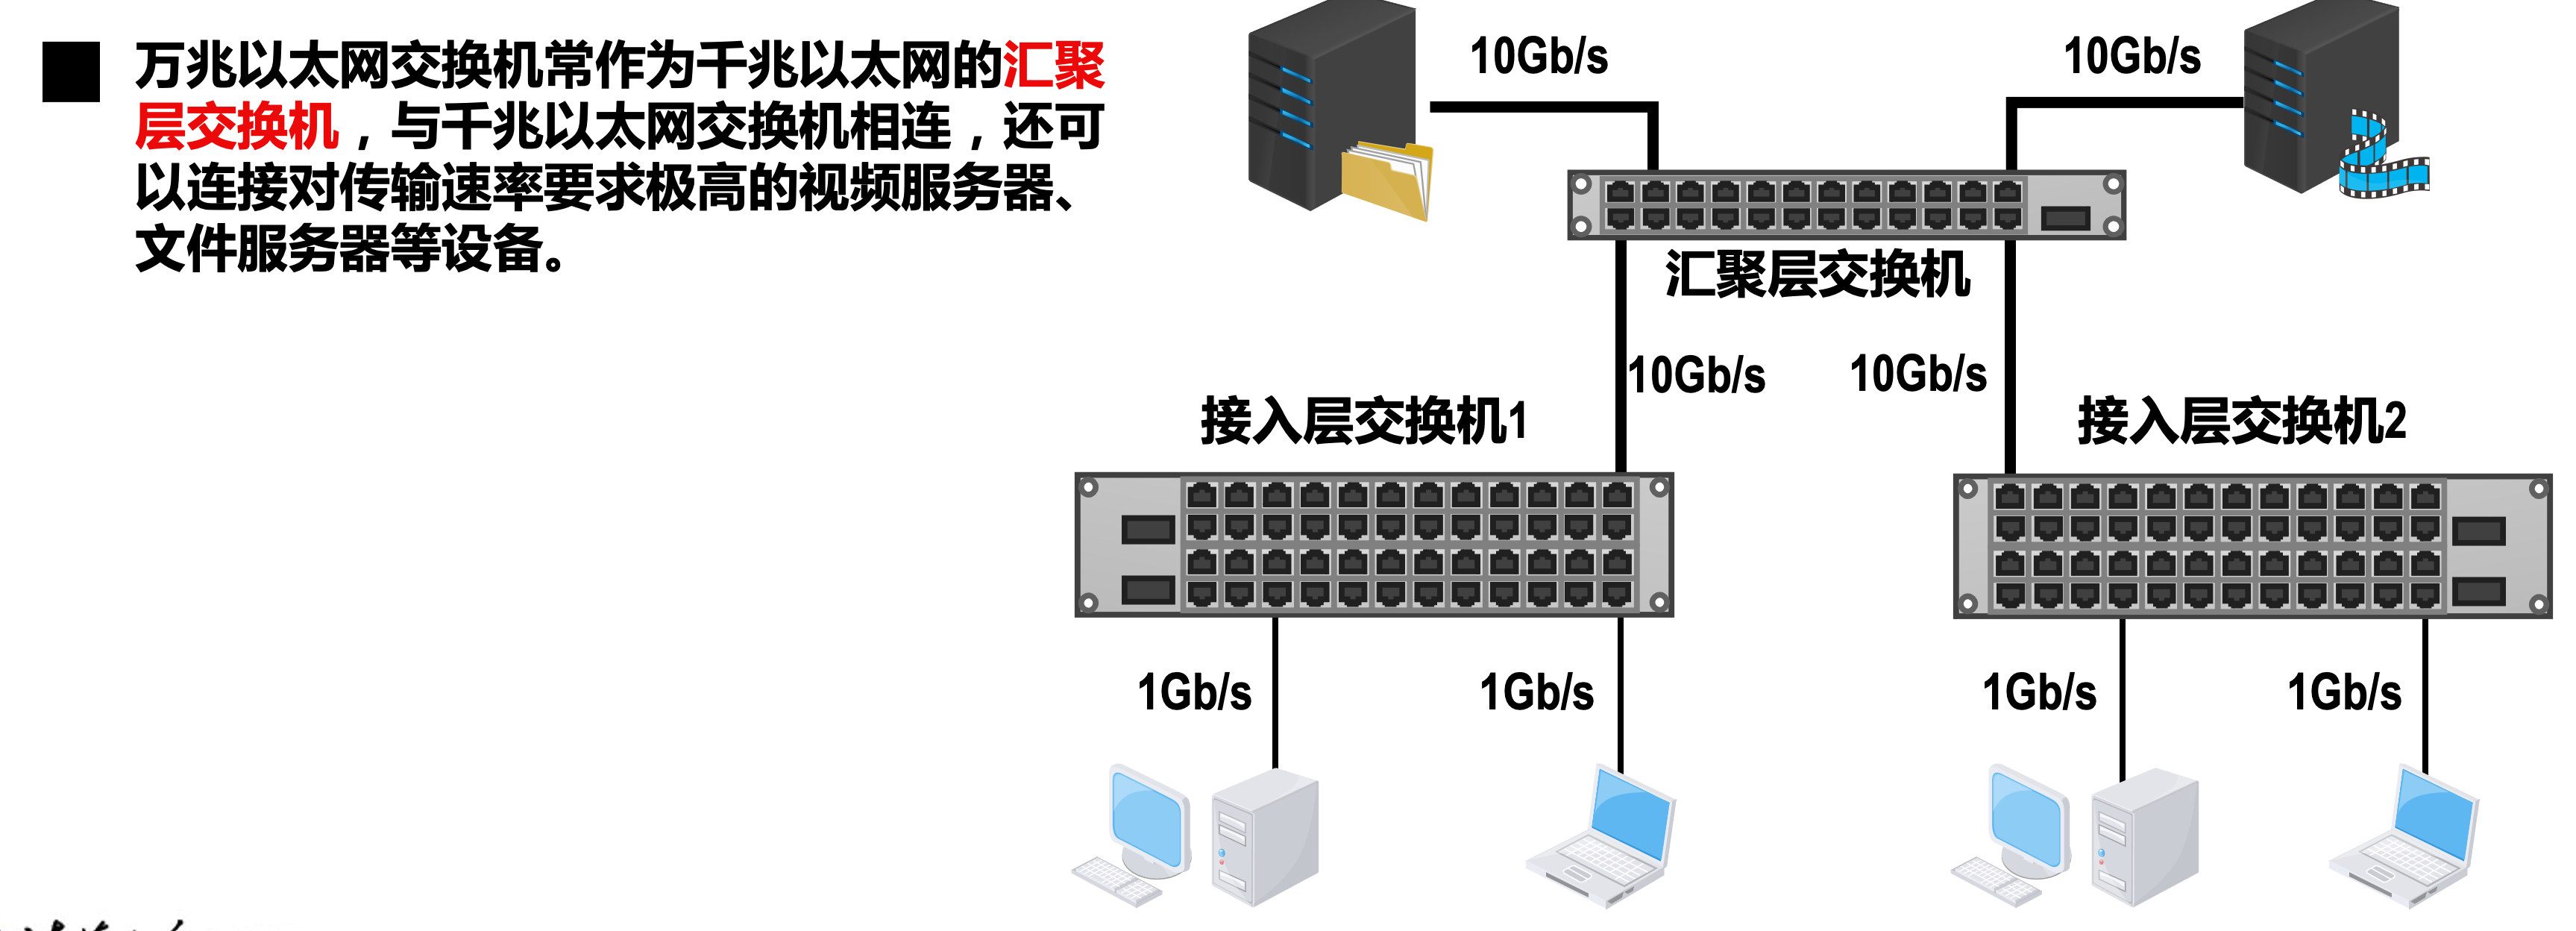 万兆以太网交换机常作为千兆以太网的汇聚
层交换机，与千兆以太网交换机相连，还可
以连接对传输速率要求极高的视频服务器、
文件服务器等设备。
10Gb/s
10Gb/s
汇聚层交换机
10Gb/s
10Gb/s
接入层交换机1
接入层交换机2
1Gb/s
1Gb/s
1Gb/s
1Gb/s